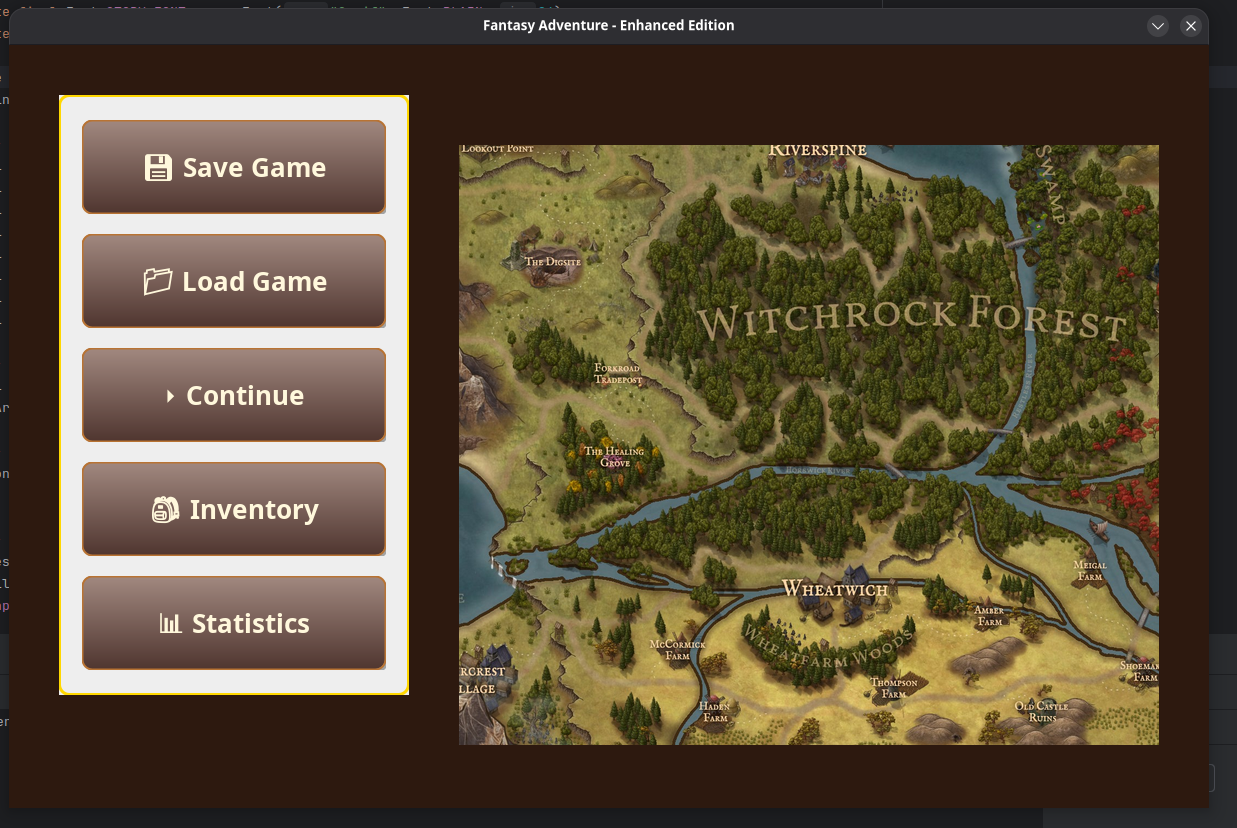 Fantasy Adventure - Enhanced Edition
Save Game
Load Game
Continue
Inventory
Statistics
LOOKOUT POINT
RIVERSPINE
SWAMP
THE DIGSITE
WITCHROCK FOREST
FORKROAD
TRADEPOST
THE HEALING
GROVE
WHEATWICH
MEIGAL
FARM
AMBER
FARM
WHEATFARM WOODS
MCCORMICK
FARM
RCREST
LLAGE
THOMPSON
FARM
SHOEMA
FARM
HADEN
FARM
OLD CASTLE
RUINS